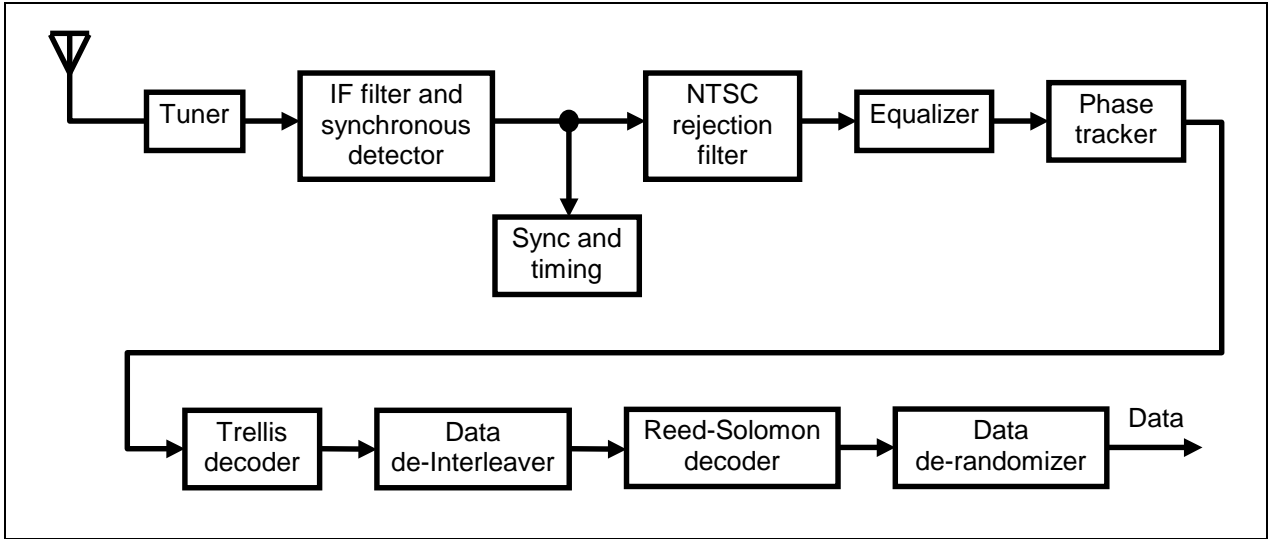 Tuner
IF filter and
synchronous
detector
NTSC
rejection
filter
Equalizer
Phase
tracker
Sync and
timing
Trellis
decoder
Data
de-Interleaver
Reed-Solomon
decoder
Data
de-randomizer
Data